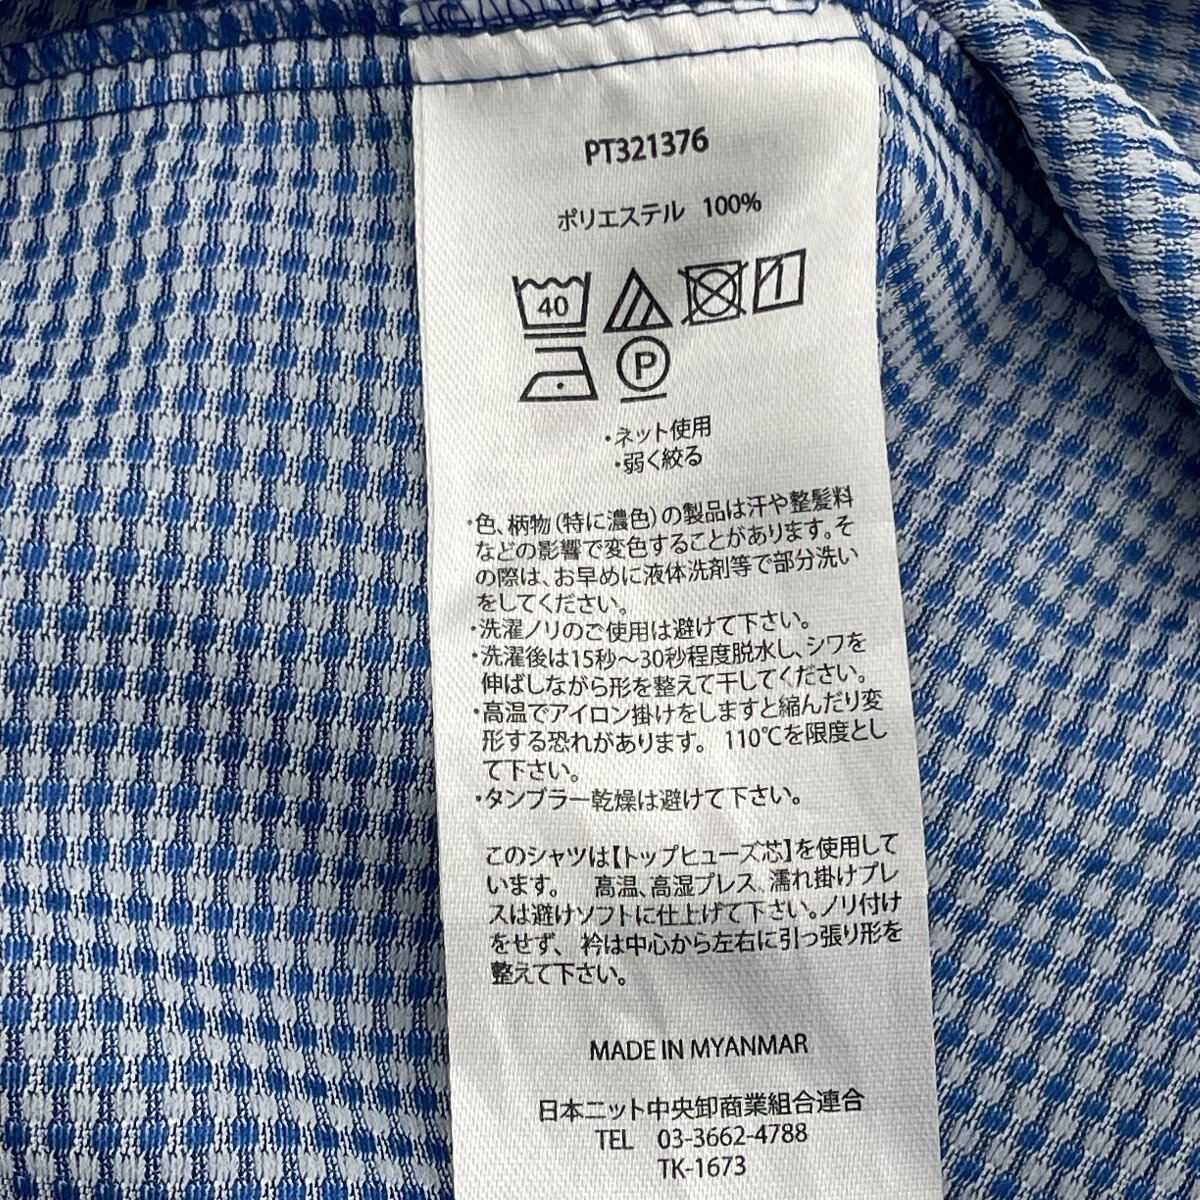 PT321376
ポリエステル 100%
40
P
・ネット使用
・弱く絞る
・色、柄物(特に濃色)の製品は汗や整髪料
などの影響で変色することがあります。そ
の際は、お早めに液体洗剤等で部分洗い
をしてください。
・洗濯ノリのご使用は避けて下さい。
・洗濯後は15秒〜30秒程度脱水し、シワを
伸ばしながら形を整えて干してください。
・高温でアイロン掛けをしますと縮んだり変
形する恐れがあります。 110℃を限度とし
て下さい。
・タンブラー乾燥は避けて下さい。
このシャツは【トップヒューズ芯】を使用して
います。 高温、高湿プレス、濡れ掛けプレ
スは避けソフトに仕上げて下さい。ノリ付け
をせず、 衿は中心から左右に引っ張り形を
整えて下さい。
MADE IN MYANMAR
日本ニット中央卸商業組合連合
TEL 03-3662-4788
TK-1673